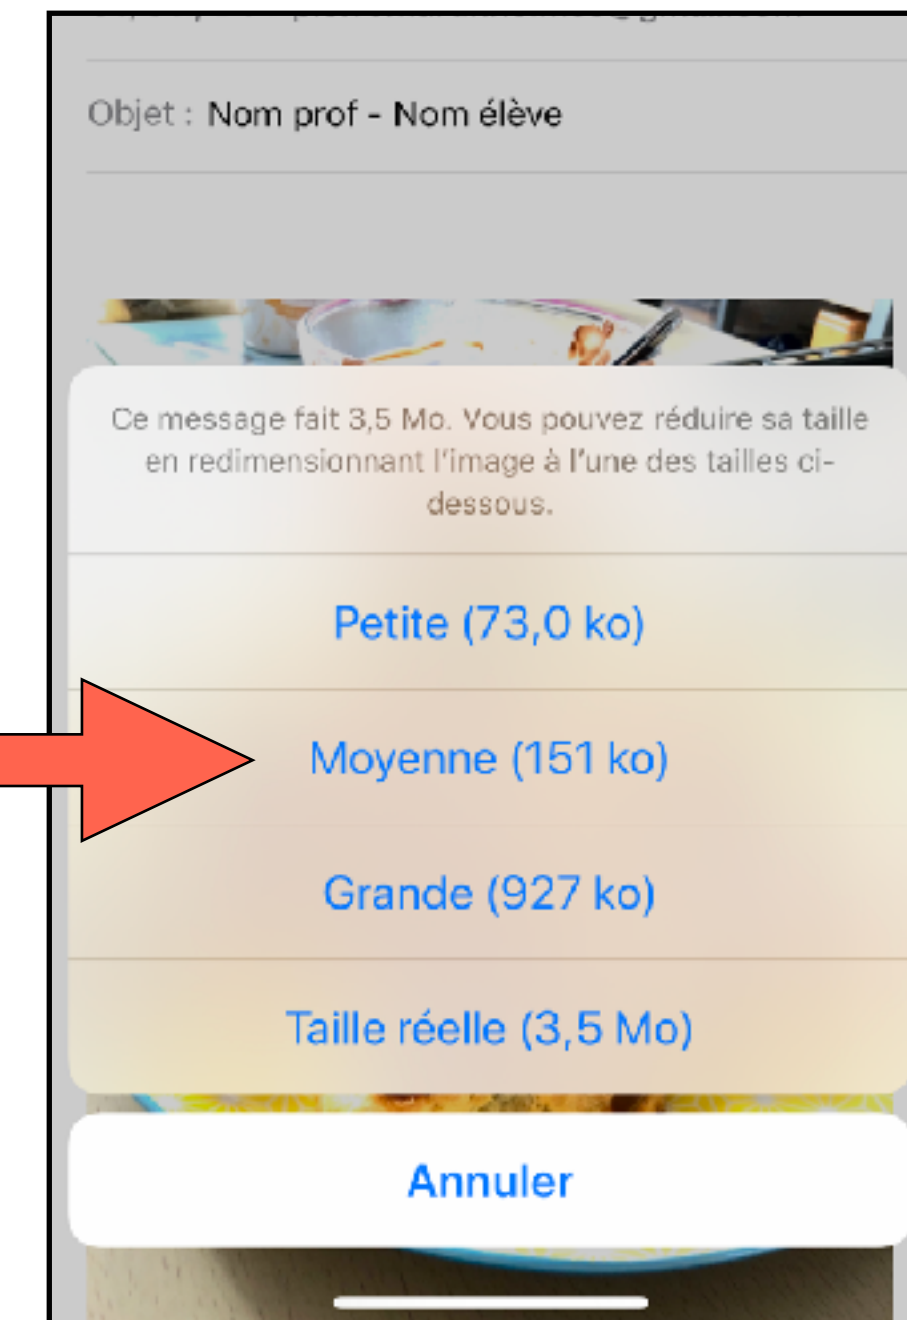 Objet : Nom prof - Nom élève
Ce message fait 3,5 Mo. Vous pouvez réduire sa taille
en redimensionnant l'image à l'une des tailles ci-
dessous.
Petite (73,0 ko)
Moyenne (151 ko)
Grande (927 ko)
Taille réelle (3,5 Mo)
Annuler